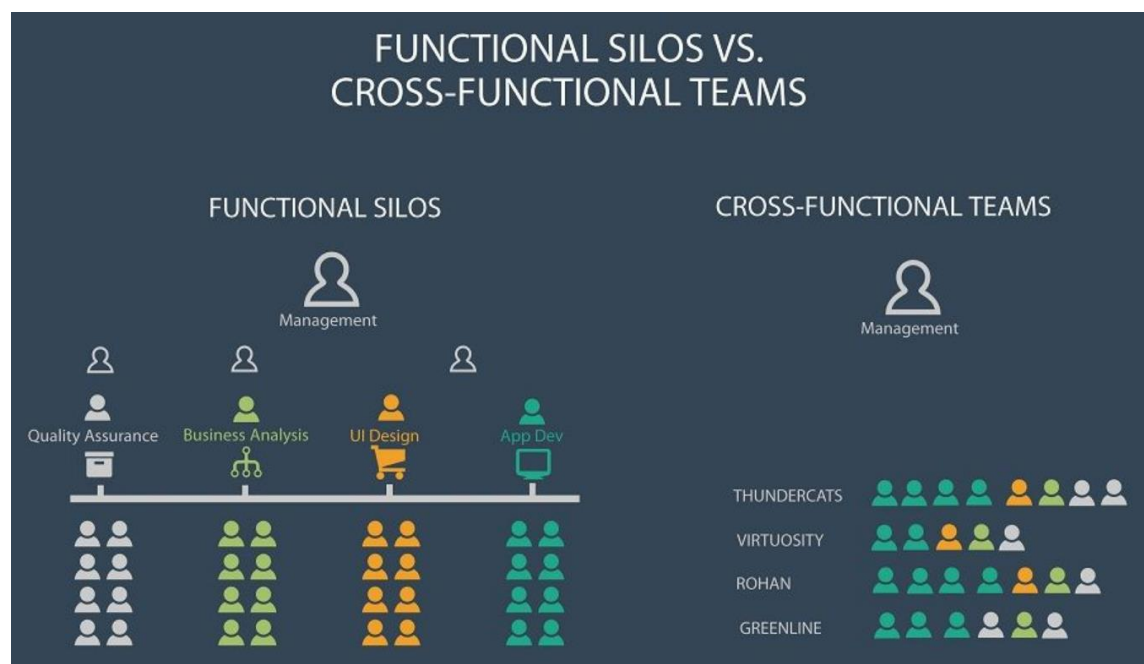 FUNCTIONAL SILOS VS.
CROSS-FUNCTIONAL TEAMS
FUNCTIONAL SILOS
Management
Quality Assurance
Business Analysis
UI Design
App Dev
CROSS-FUNCTIONAL TEAMS
Management
THUNDERCATS
VIRTUOSITY
ROHAN
GREENLINE